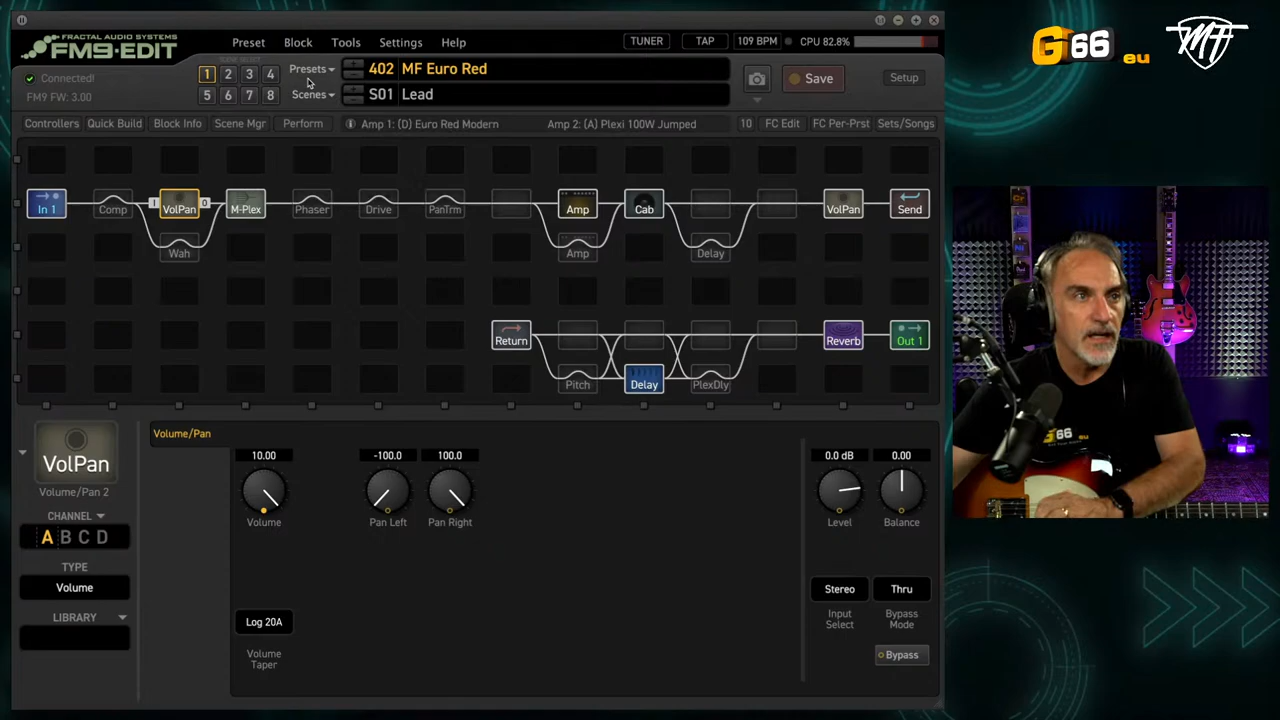 FRACTAL AUDIO SYSTEMS
FM9-EDIT
Preset Block Tools Settings Help
TUNER TAP 109 BPM CPU 82.8%
Connected!
FM9 FW: 3.00
1 2 3 4
5 6 7 8
Presets 402 MF Euro Red
Scenes S01 Lead
Save Setup
Controllers Quick Build Block Info Scene Mgr Perform Amp 1: (D) Euro Red Modern Amp 2: (A) Plexi 100W Jumped 10 FC Edit FC Per-Prst Sets/Songs
In 1 Comp I VolPan O M-Plex Phaser Drive PanTrm Amp Cab VolPan Send
Wah Amp Delay
Return Reverb Out 1
Pitch Delay PlexDly
VolPan
Volume/Pan 2
CHANNEL
A B C D
TYPE
Volume
LIBRARY
Volume/Pan
10.00 -100.0 100.0 0.0 dB 0.00
Volume Pan Left Pan Right Level Balance
Log 20A
Volume
Taper
Stereo Thru
Input
Select
Bypass
Mode
Bypass
G66 eu
MF
G66 eu